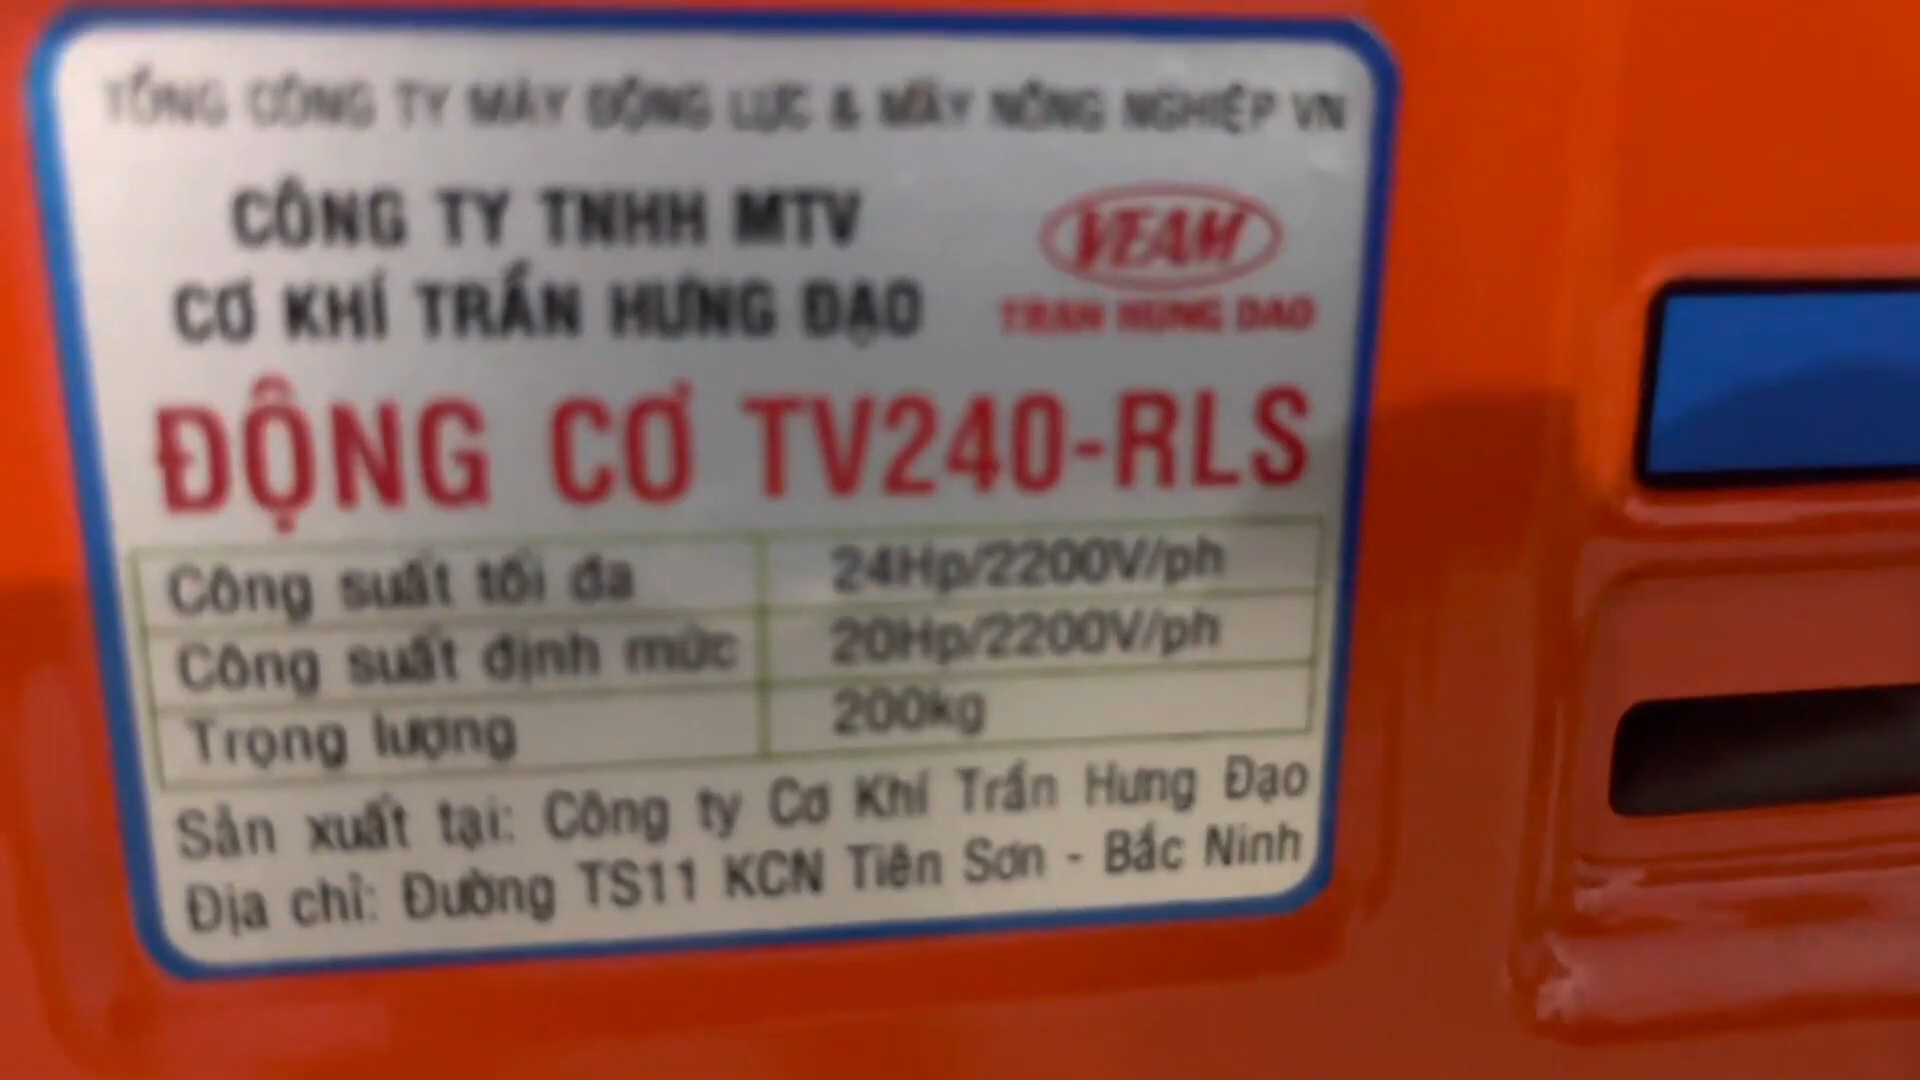 TỔNG CÔNG TY MÁY ĐỘNG LỰC & MÁY NÔNG NGHIỆP VN
CÔNG TY TNHH MTV
CƠ KHÍ TRẦN HƯNG ĐẠO
VEAM
TRAN HUNG DAO
ĐỘNG CƠ TV240-RLS
Công suất tối đa 24Hp/2200V/ph
Công suất định mức 20Hp/2200V/ph
Trọng lượng 200kg
Sản xuất tại: Công ty Cơ Khí Trần Hưng Đạo
Địa chỉ: Đường TS11 KCN Tiên Sơn - Bắc Ninh